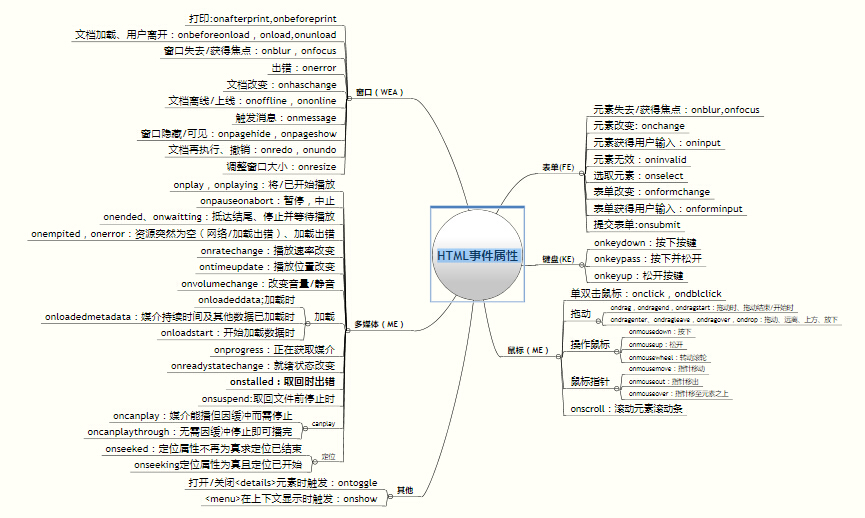 HTML事件属性
窗口（WEA）
打印:onafterprint,onbeforeprint
文档加载、用户离开：onbeforeonload，onload,onunload
窗口失去/获得焦点：onblur，onfocus
出错：onerror
文档改变：onhaschange
文档离线/上线：onoffline，ononline
触发消息：onmessage
窗口隐藏/可见：onpagehide，onpageshow
文档再执行、撤销：onredo，onundo
调整窗口大小：onresize
多媒体（ME）
onplay，onplaying：将/已开始播放
onpauseonabort：暂停，中止
onended、onwaitting：抵达结尾、停止并等待播放
onempited，onerror：资源突然为空（网络/加载出错）、加载出错
onratechange：播放速率改变
ontimeupdate：播放位置改变
onvolumechange：改变音量/静音
加载
onloadeddata;加载时
onloadedmetadata：媒介持续时间及其他数据已加载时
onloadstart：开始加载数据时
onprogress：正在获取媒介
onreadystatechange：就绪状态改变
onstalled：取回时出错
onsuspend:取回文件前停止时
canplay
oncanplay：媒介能播但因缓冲而需停止
oncanplaythrough：无需因缓冲停止即可播完
定位
onseeked：定位属性不再为真求定位已结束
onseeking定位属性为真且定位已开始
其他
打开/关闭<details>元素时触发：ontoggle
<menu>在上下文显示时触发：onshow
表单(FE)
元素失去/获得焦点：onblur,onfocus
元素改变: onchange
元素获得用户输入：oninput
元素无效：oninvalid
选取元素：onselect
表单改变：onformchange
表单获得用户输入：onforminput
提交表单:onsubmit
键盘(KE)
onkeydown：按下按键
onkeypass：按下并松开
onkeyup：松开按键
鼠标（ME）
单双击鼠标：onclick，ondblclick
拖动
ondrag，ondragend，ondragstart：拖动时、拖动结束/开始时
ondragenter，ondragleave，ondragover，ondrop：拖动、远离、上方、放下
操作鼠标
onmousedown：按下
onmouseup：松开
onmousewheel：转动滚轮
鼠标指针
onmousemove：指针移动
onmouseout：指针移出
onmouseover：指针移至元素之上
onscroll：滚动元素滚动条